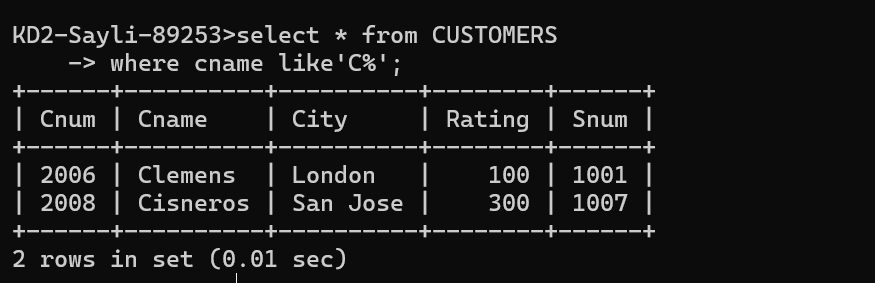 KD2-Sayli-89253>select * from CUSTOMERS
    -> where cname like'C%';
+------+----------+----------+--------+------+
| Cnum | Cname    | City     | Rating | Snum |
+------+----------+----------+--------+------+
| 2006 | Clemens  | London   |    100 | 1001 |
| 2008 | Cisneros | San Jose |    300 | 1007 |
+------+----------+----------+--------+------+
2 rows in set (0.01 sec)